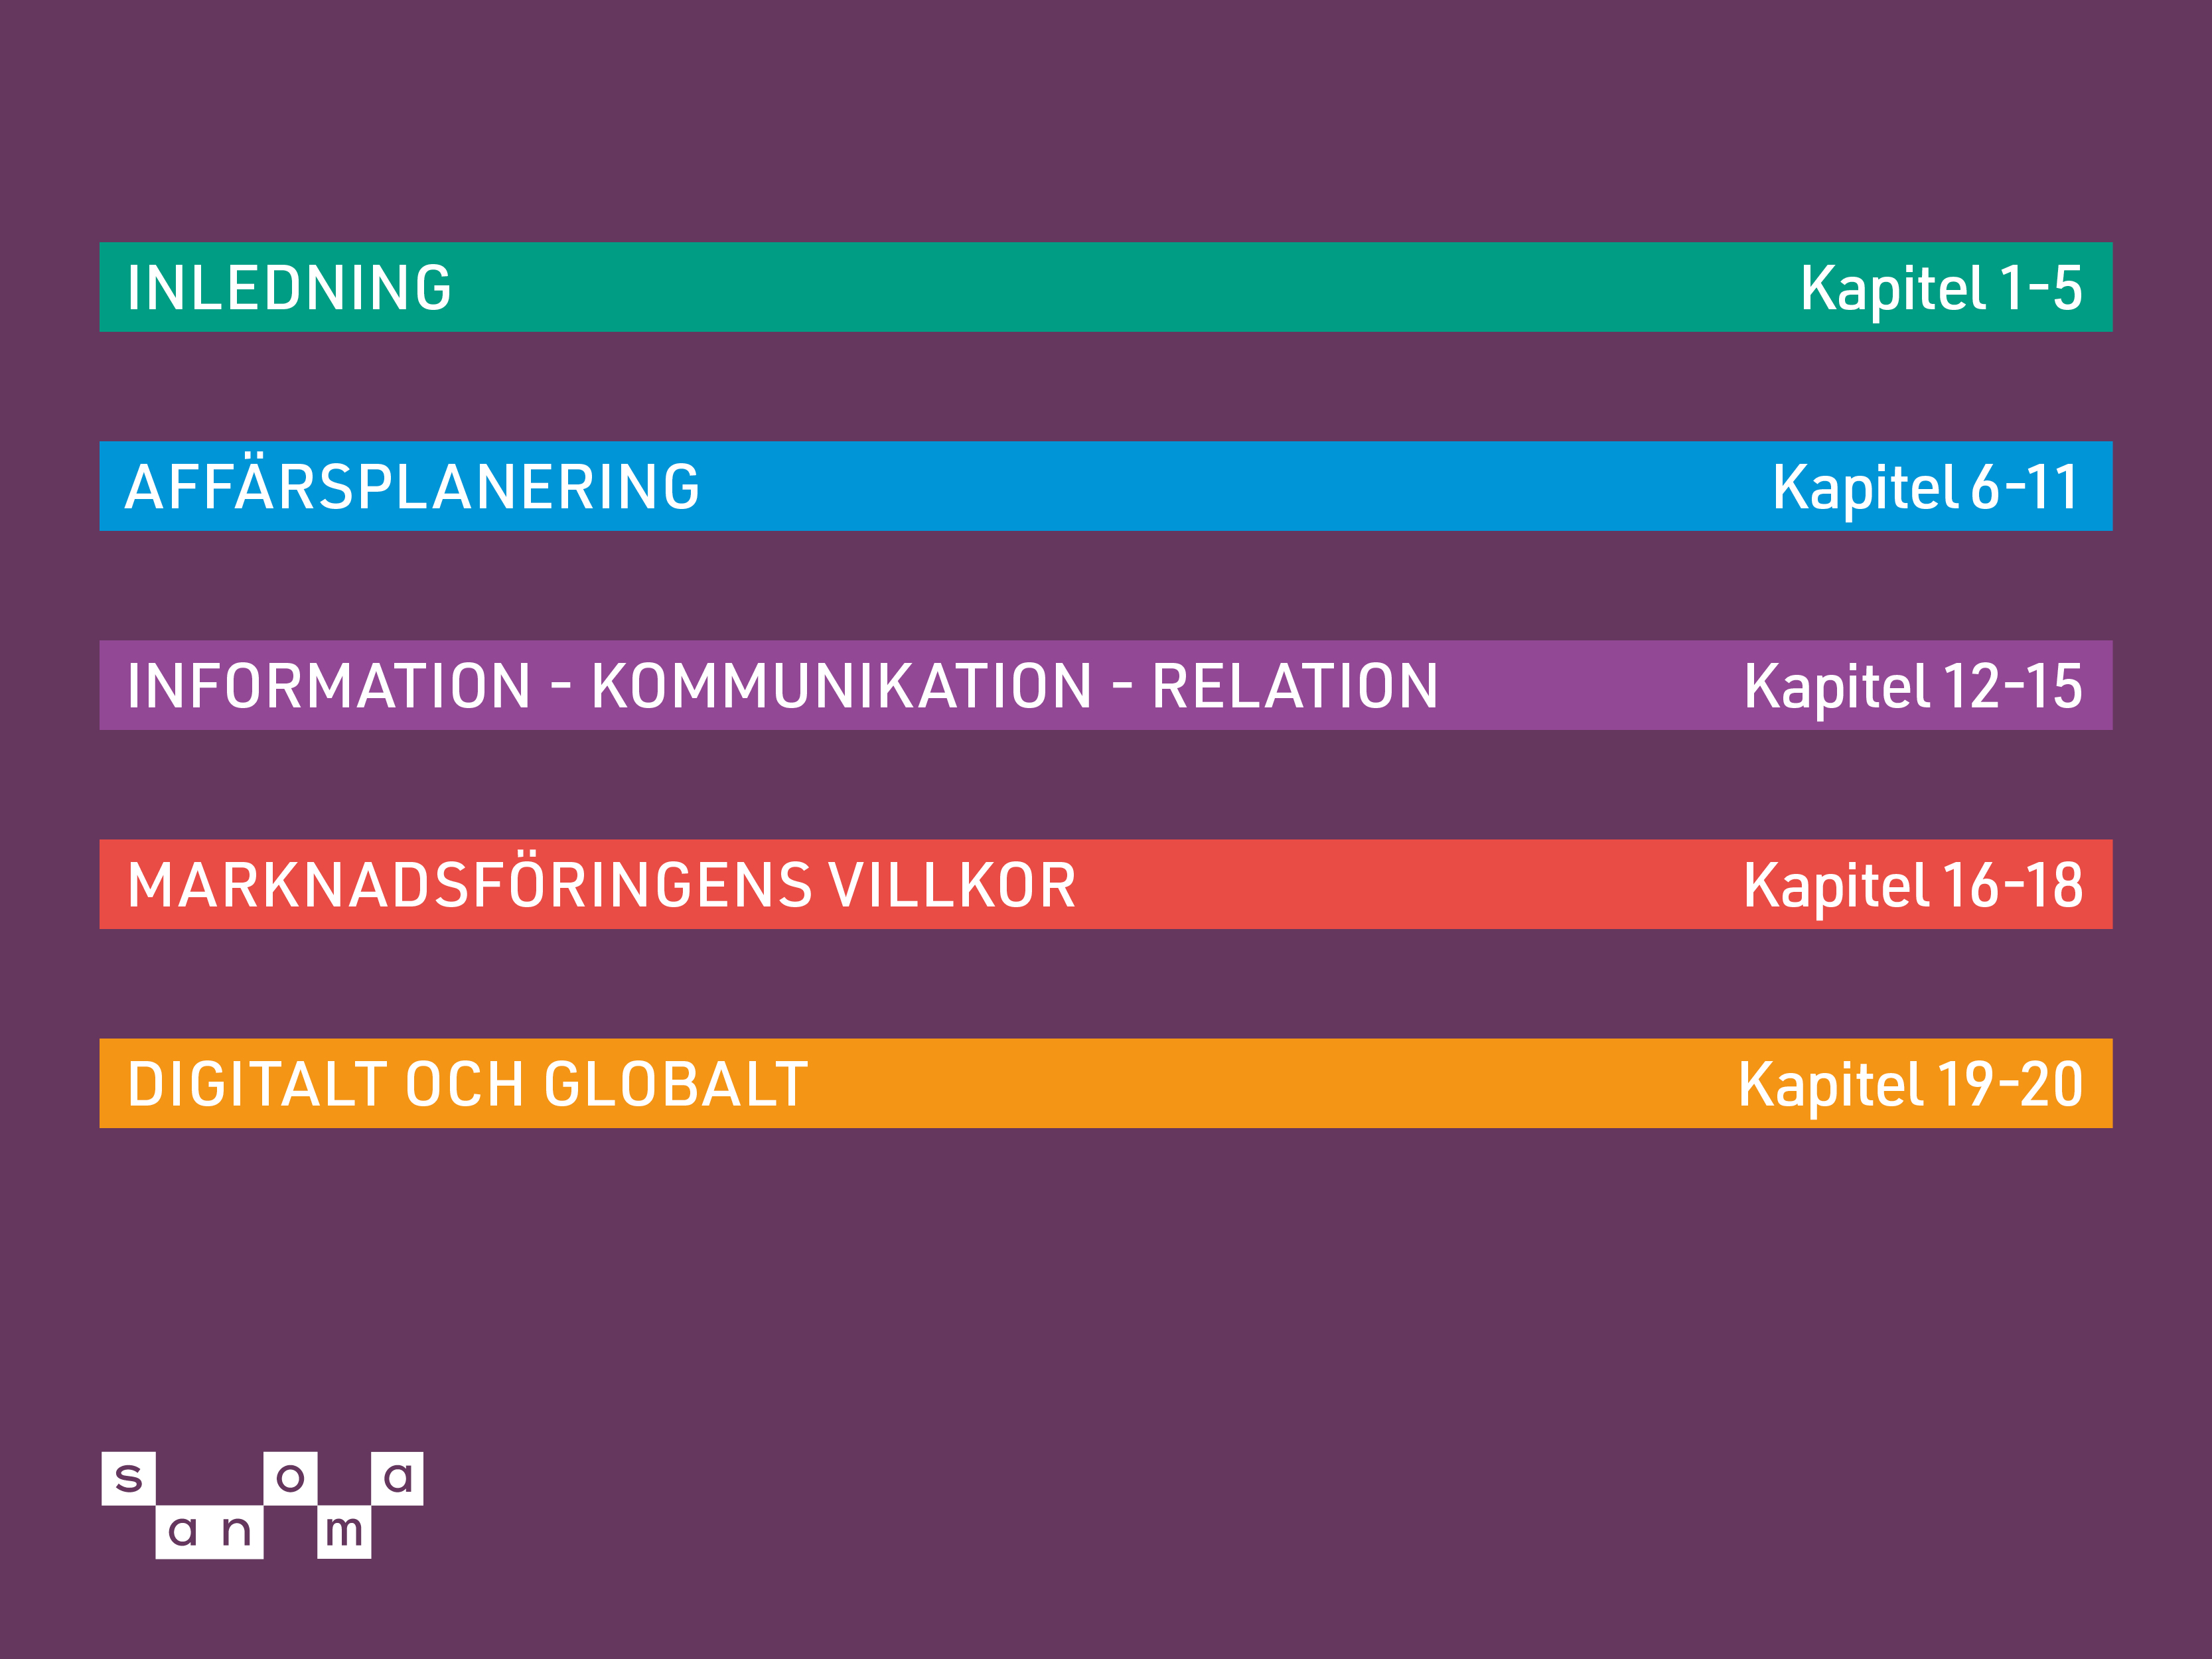 INLEDNING Kapitel 1-5
AFFÄRSPLANERING Kapitel 6-11
INFORMATION - KOMMUNIKATION - RELATION Kapitel 12-15
MARKNADSFÖRINGENS VILLKOR Kapitel 16-18
DIGITALT OCH GLOBALT Kapitel 19-20
sanoma